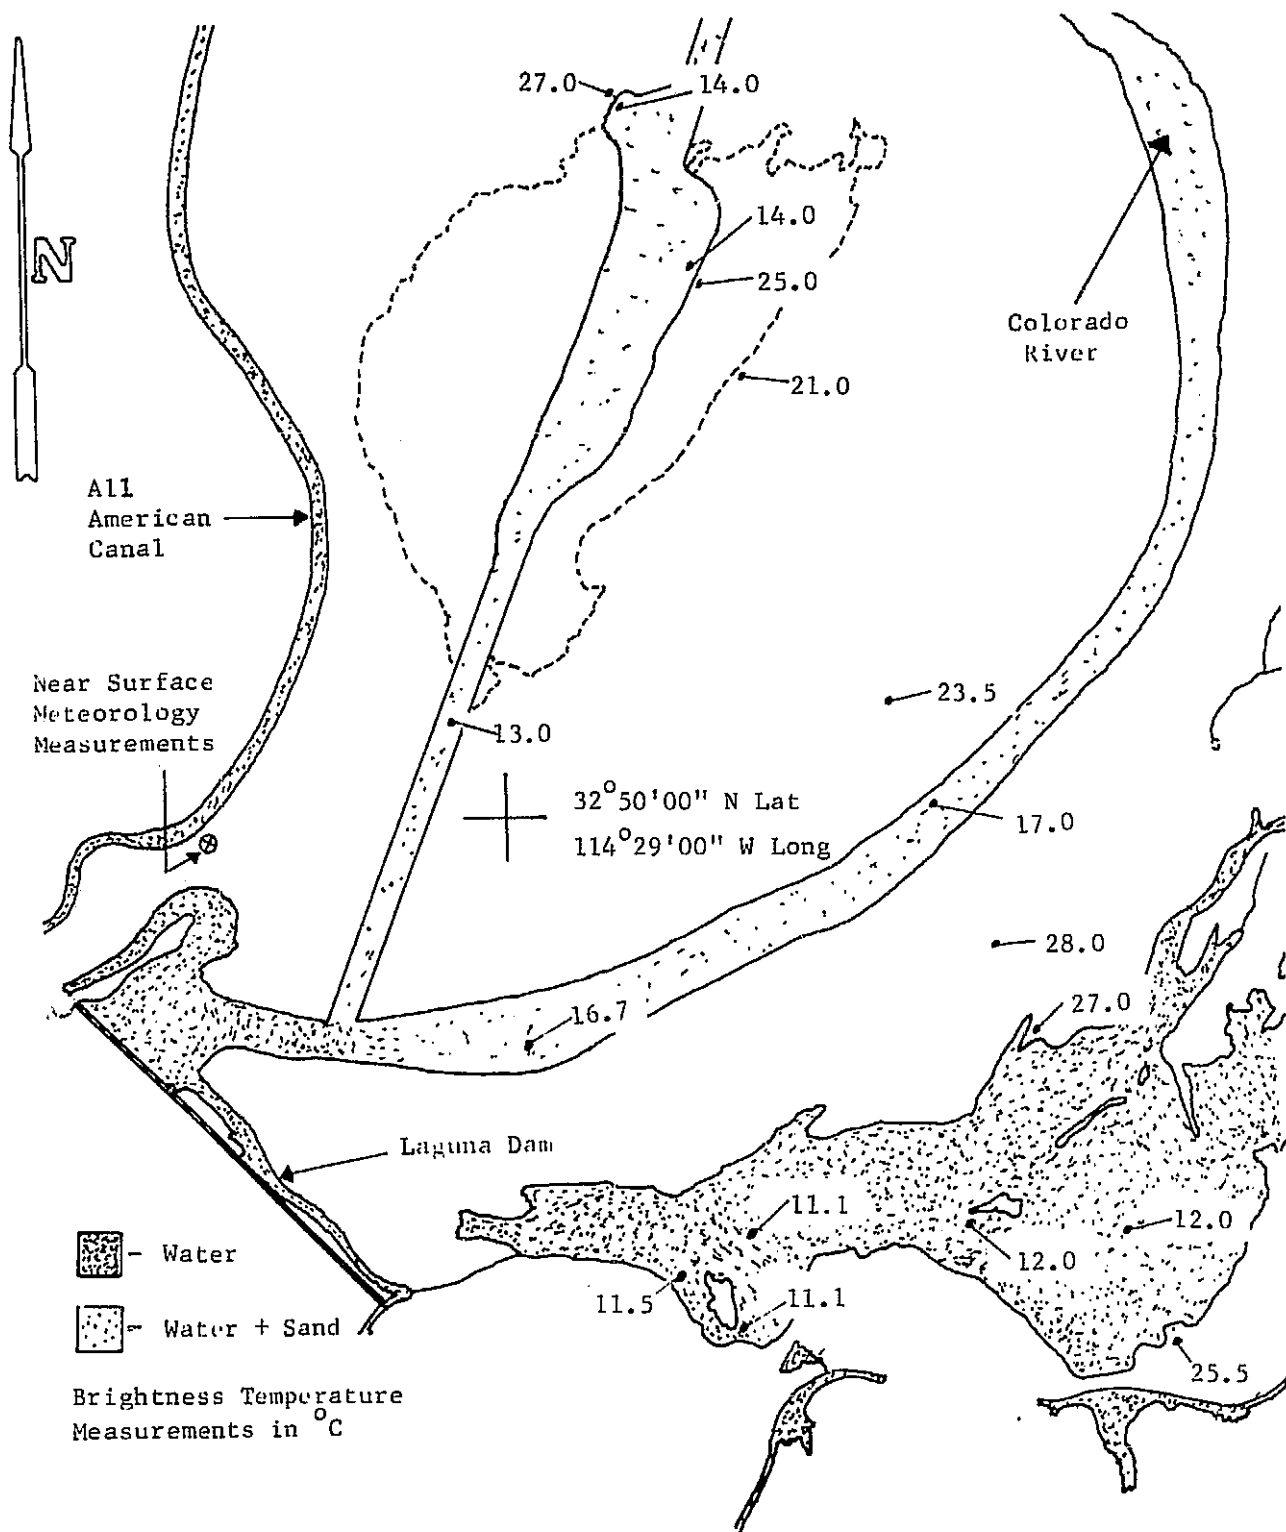 27.0
14.0
N
14.0
25.0
Colorado
River
21.0
All
American
Canal
Near Surface
Meteorology
Measurements
23.5
13.0
32°50'00" N Lat
114°29'00" W Long
17.0
28.0
27.0
16.7
Laguna Dam
11.1
12.0
12.0
- Water
11.5
11.1
- Water + Sand
25.5
Brightness Temperature
Measurements in °C